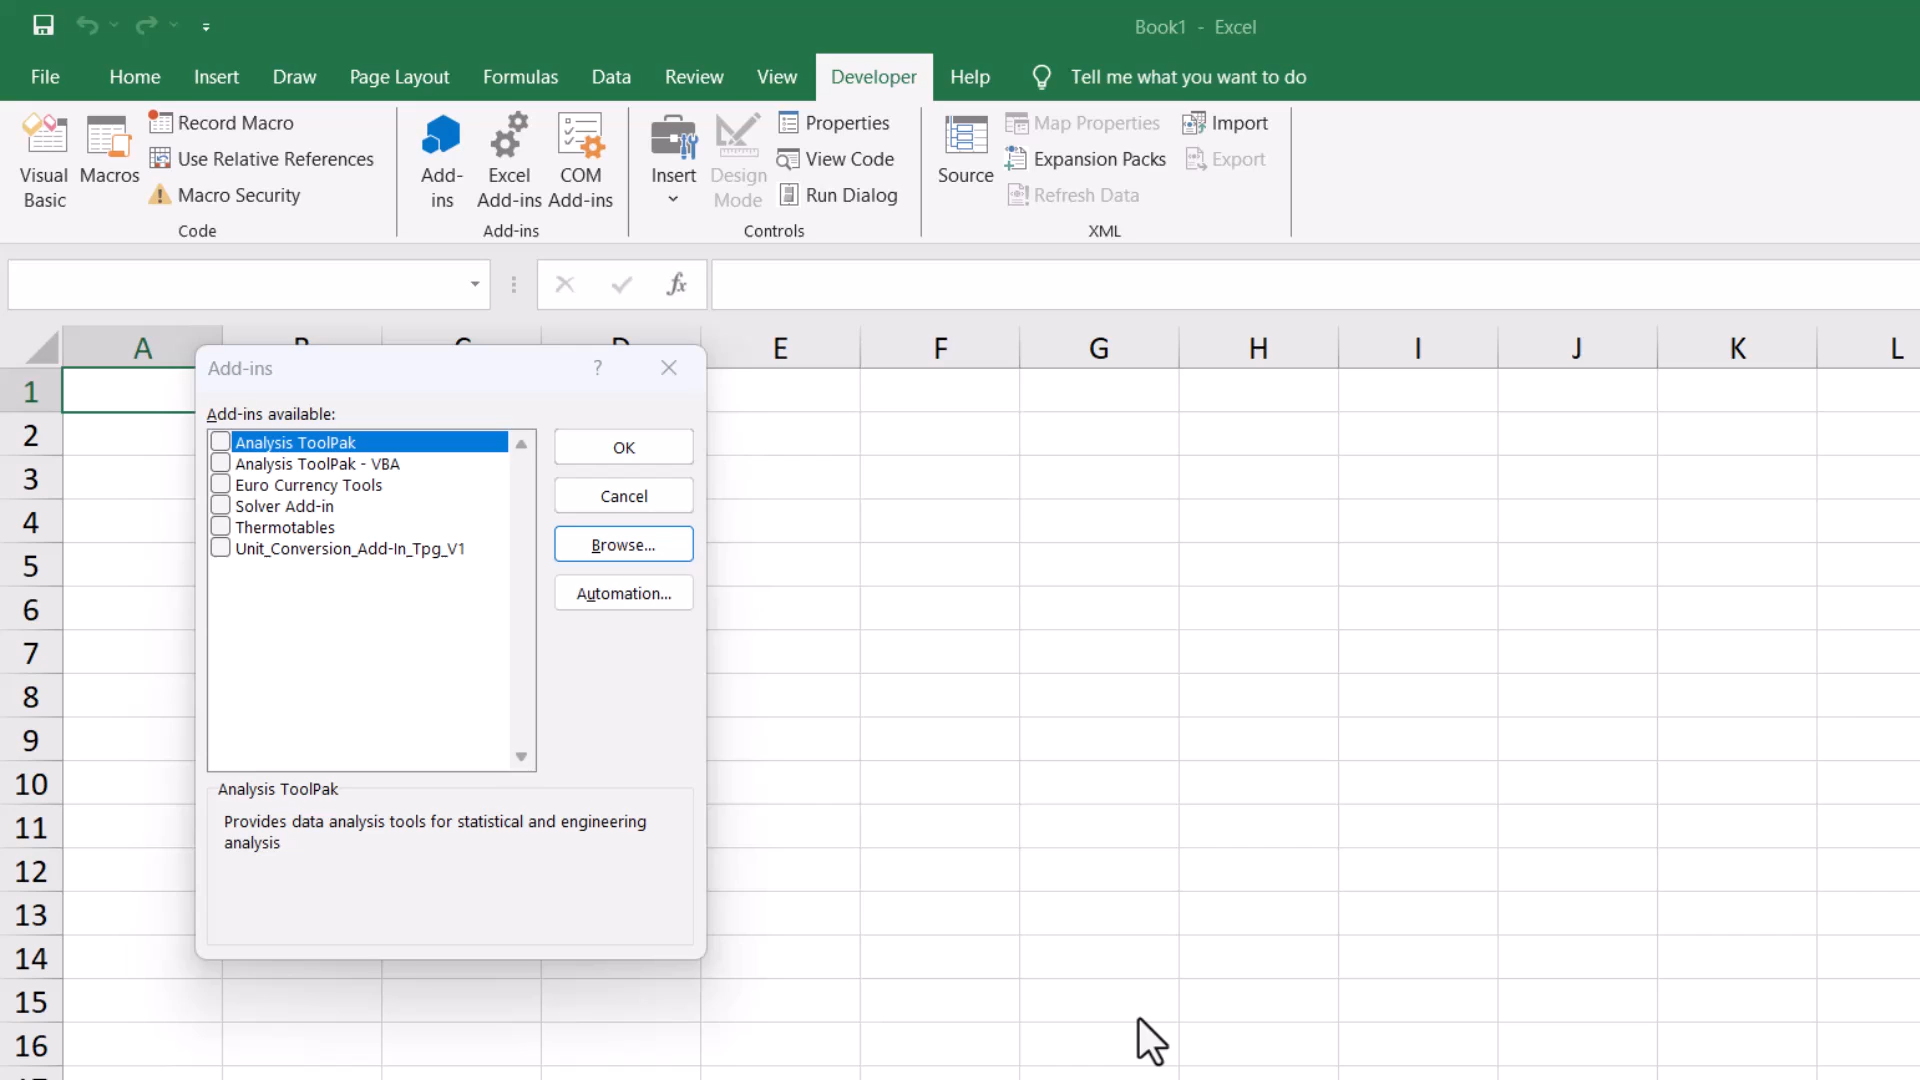 Book1 - Excel
File Home Insert Draw Page Layout Formulas Data Review View Developer Help Tell me what you want to do
Visual Basic
Macros
Record Macro
Use Relative References
Macro Security
Code
Add-ins
Excel Add-ins
COM Add-ins
Add-ins
Insert
Design Mode
Properties
View Code
Run Dialog
Controls
Source
Map Properties
Expansion Packs
Refresh Data
Import
Export
XML
fx
A E F G H I J K L
1
2
3
4
5
6
7
8
9
10
11
12
13
14
15
16
Add-ins ?
Add-ins available:
Analysis ToolPak
Analysis ToolPak - VBA
Euro Currency Tools
Solver Add-in
Thermotables
Unit_Conversion_Add-In_Tpg_V1
OK
Cancel
Browse...
Automation...
Analysis ToolPak
Provides data analysis tools for statistical and engineering
analysis